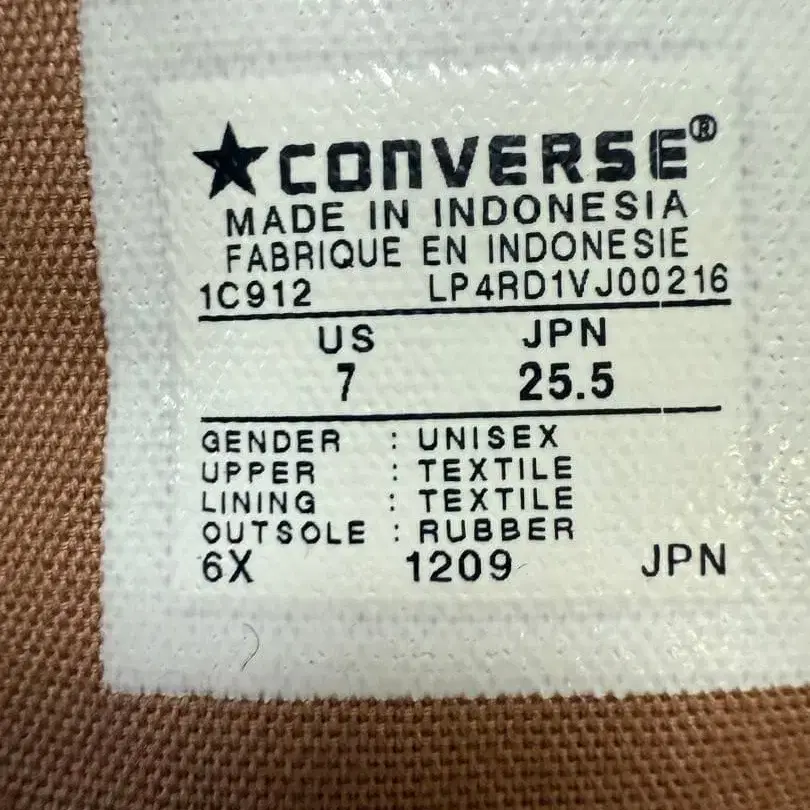 ★CONVERSE®
MADE IN INDONESIA
FABRIQUE EN INDONESIE
1C912 LP4RD1VJ00216
US JPN
7 25.5
GENDER : UNISEX
UPPER : TEXTILE
LINING : TEXTILE
OUTSOLE : RUBBER
6X 1209 JPN